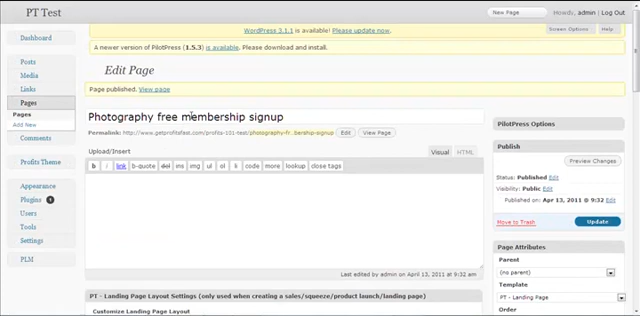 PT Test
New Page
Howdy, admin | Log Out
WordPress 3.1.1 is available! Please update now.
Screen Options
Help
A newer version of PilotPress (1.5.3) is available. Please download and install.
Dashboard
Posts
Media
Links
Pages
Pages
Add New
Comments
Profits Theme
Appearance
Plugins 1
Users
Tools
Settings
PLM
Edit Page
Page published. View page
Photography free membership signup
Permalink: http://www.getprofitsfast.com/profits-101-test/photography-fr...bership-signup Edit View Page
Upload/Insert
Visual HTML
b i link b-quote del ins img ul ol li code more lookup close tags
Last edited by admin on April 13, 2011 at 9:32 am
PT - Landing Page Layout Settings (only used when creating a sales/squeeze/product launch/landing page)
Customize Landing Page Layout
PilotPress Options
Publish
Preview Changes
Status: Published Edit
Visibility: Public Edit
Published on: Apr 13, 2011 @ 9:32 Edit
Move to Trash
Update
Page Attributes
Parent
(no parent)
Template
PT - Landing Page
Order